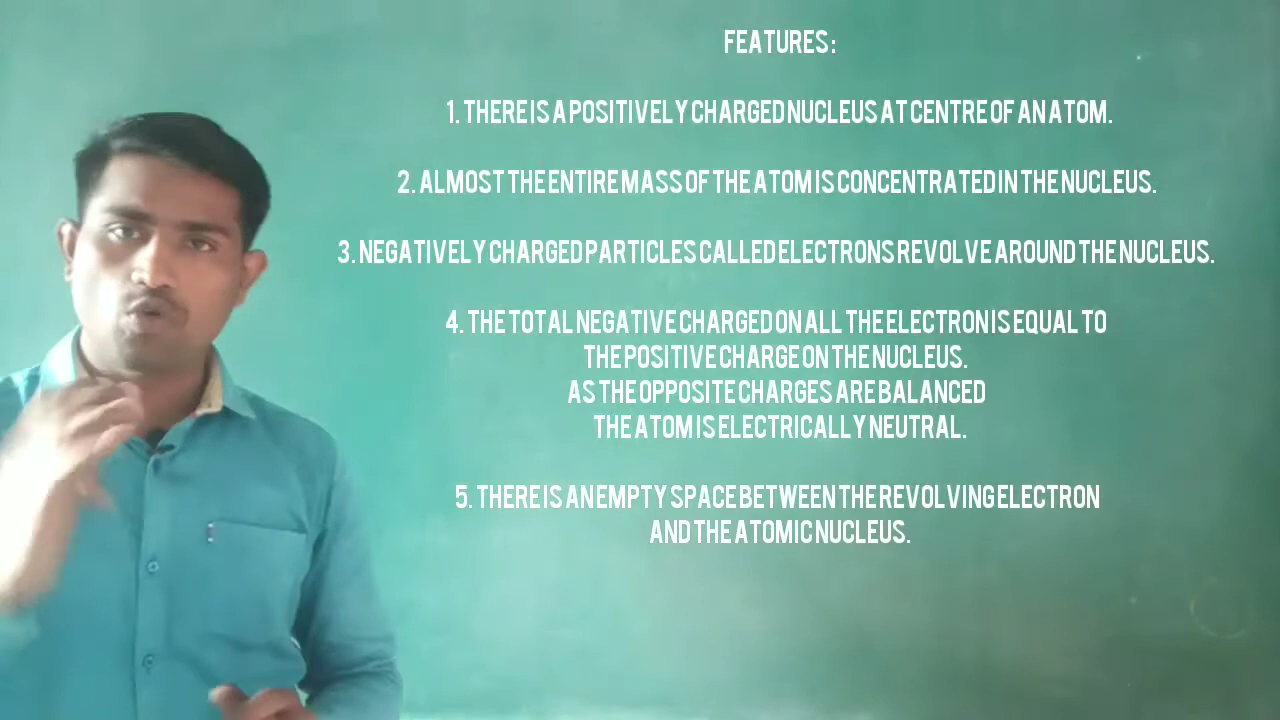 FEATURES :
1. THERE IS A POSITIVELY CHARGED NUCLEUS AT CENTRE OF AN ATOM.
2. ALMOST THE ENTIRE MASS OF THE ATOM IS CONCENTRATED IN THE NUCLEUS.
3. NEGATIVELY CHARGED PARTICLES CALLED ELECTRONS REVOLVE AROUND THE NUCLEUS.
4. THE TOTAL NEGATIVE CHARGED ON ALL THE ELECTRON IS EQUAL TO
THE POSITIVE CHARGE ON THE NUCLEUS.
AS THE OPPOSITE CHARGES ARE BALANCED
THE ATOM IS ELECTRICALLY NEUTRAL.
5. THERE IS AN EMPTY SPACE BETWEEN THE REVOLVING ELECTRON
AND THE ATOMIC NUCLEUS.